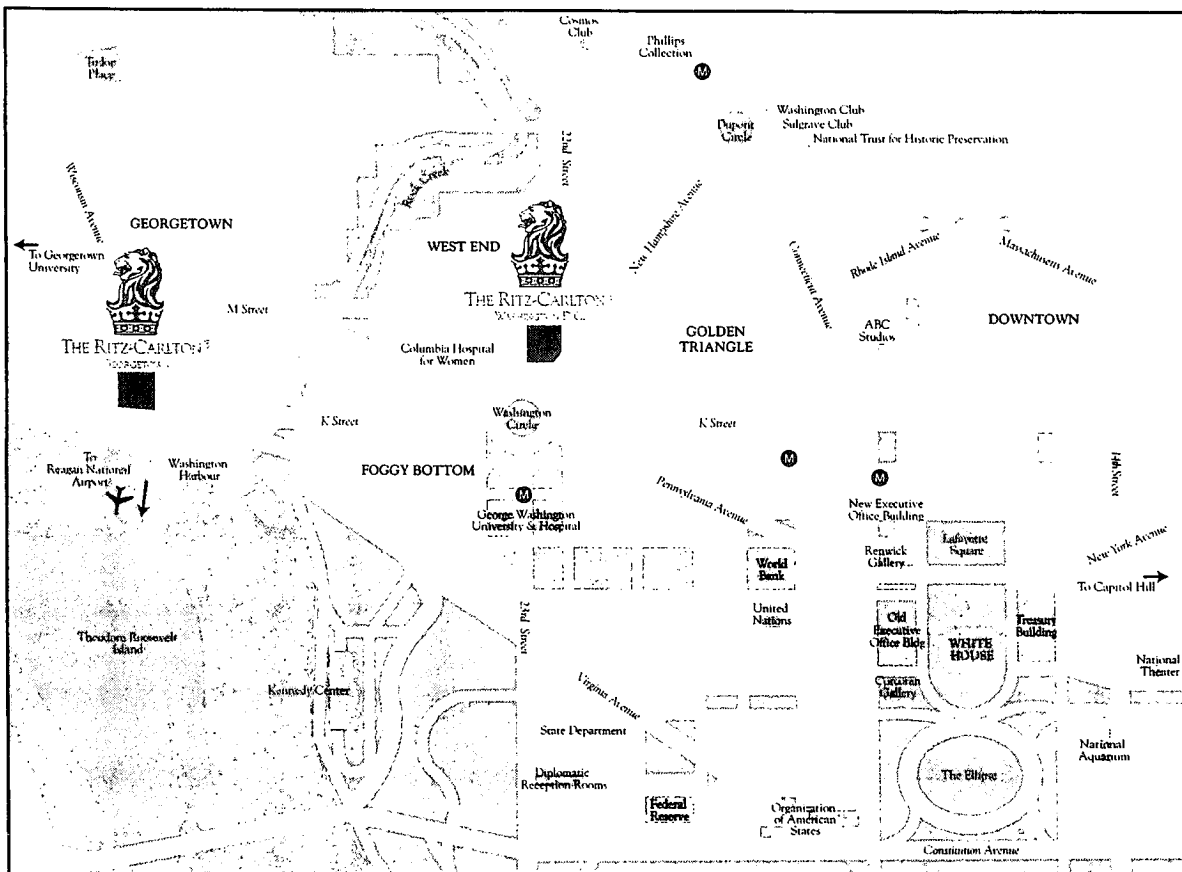 Cosmos
Club
Phillips
Collection
M
Tudor
Place
Dupont
Circle
Washington Club
Sulgrave Club
National Trust for Historic Preservation
22nd Street
Rock Creek
Wisconsin Avenue
GEORGETOWN
To Georgetown
University
WEST END
New Hampshire Avenue
Connecticut Avenue
Rhode Island Avenue
Massachusetts Avenue
THE RITZ-CARLTON
WASHINGTON, D.C.
M Street
THE RITZ-CARLTON
GEORGETOWN
Columbia Hospital
for Women
GOLDEN
TRIANGLE
ABC
Studios
DOWNTOWN
K Street
Washington
Circle
K Street
To
Reagan National
Airport
Washington
Harbour
FOGGY BOTTOM
M
George Washington
University & Hospital
Pennsylvania Avenue
M
M
New Executive
Office Building
14th Street
Renwick
Gallery
Lafayette
Square
New York Avenue
To Capitol Hill
World
Bank
United
Nations
23rd Street
Old
Executive
Office Bldg
WHITE
HOUSE
Treasury
Building
Theodore Roosevelt
Island
Kennedy Center
Corcoran
Gallery
National
Theater
Virginia Avenue
State Department
National
Aquarium
Diplomatic
Reception Rooms
The Ellipse
Federal
Reserve
Organization
of American
States
Constitution Avenue